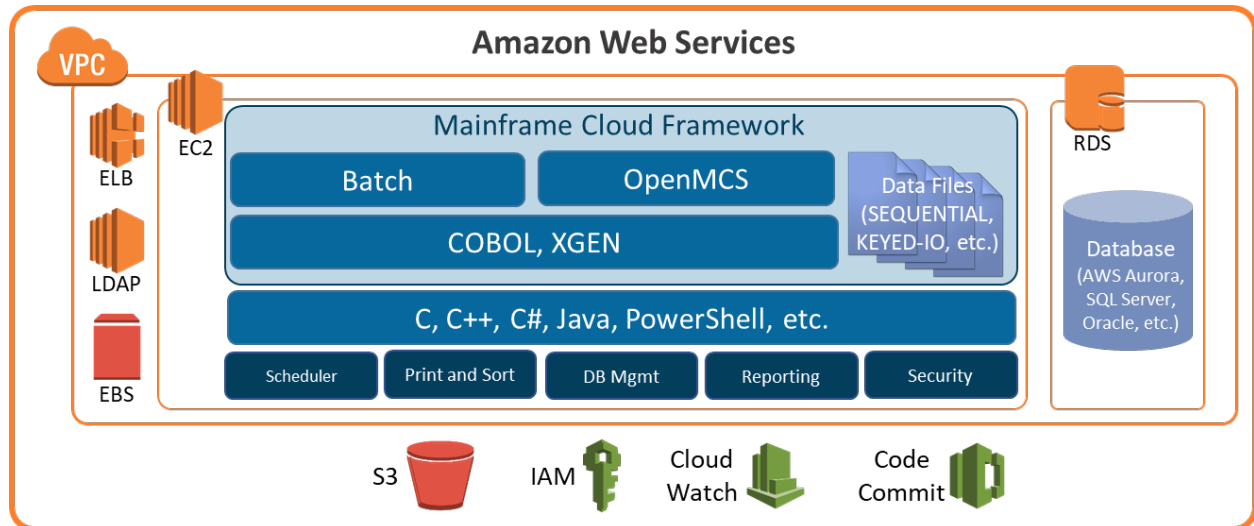 Amazon Web Services
VPC
EC2
RDS
ELB
LDAP
EBS
Mainframe Cloud Framework
Batch
OpenMCS
COBOL, XGEN
Data Files
(SEQUENTIAL,
KEYED-IO, etc.)
C, C++, C#, Java, PowerShell, etc.
Scheduler
Print and Sort
DB Mgmt
Reporting
Security
Database
(AWS Aurora,
SQL Server,
Oracle, etc.)
S3
IAM
Cloud
Watch
Code
Commit